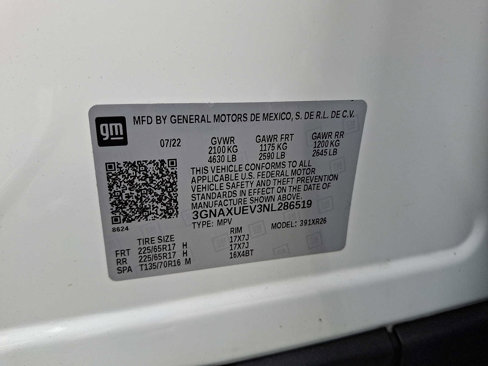 gm
MFD BY GENERAL MOTORS DE MEXICO, S. DE R.L. DE C.V.
07/22 GVWR GAWR FRT GAWR RR
2100 KG 1175 KG 1200 KG
4630 LB 2590 LB 2645 LB
THIS VEHICLE CONFORMS TO ALL
APPLICABLE U.S. FEDERAL MOTOR
VEHICLE SAFETY AND THEFT PREVENTION
STANDARDS IN EFFECT ON THE DATE OF
MANUFACTURE SHOWN ABOVE.
3GNAXUEV3NL286519
8624 TYPE: MPV MODEL: 391XR26
TIRE SIZE RIM
FRT 225/65R17 H 17X7J
RR 225/65R17 H 17X7J
SPA T135/70R16 M 16X4BT